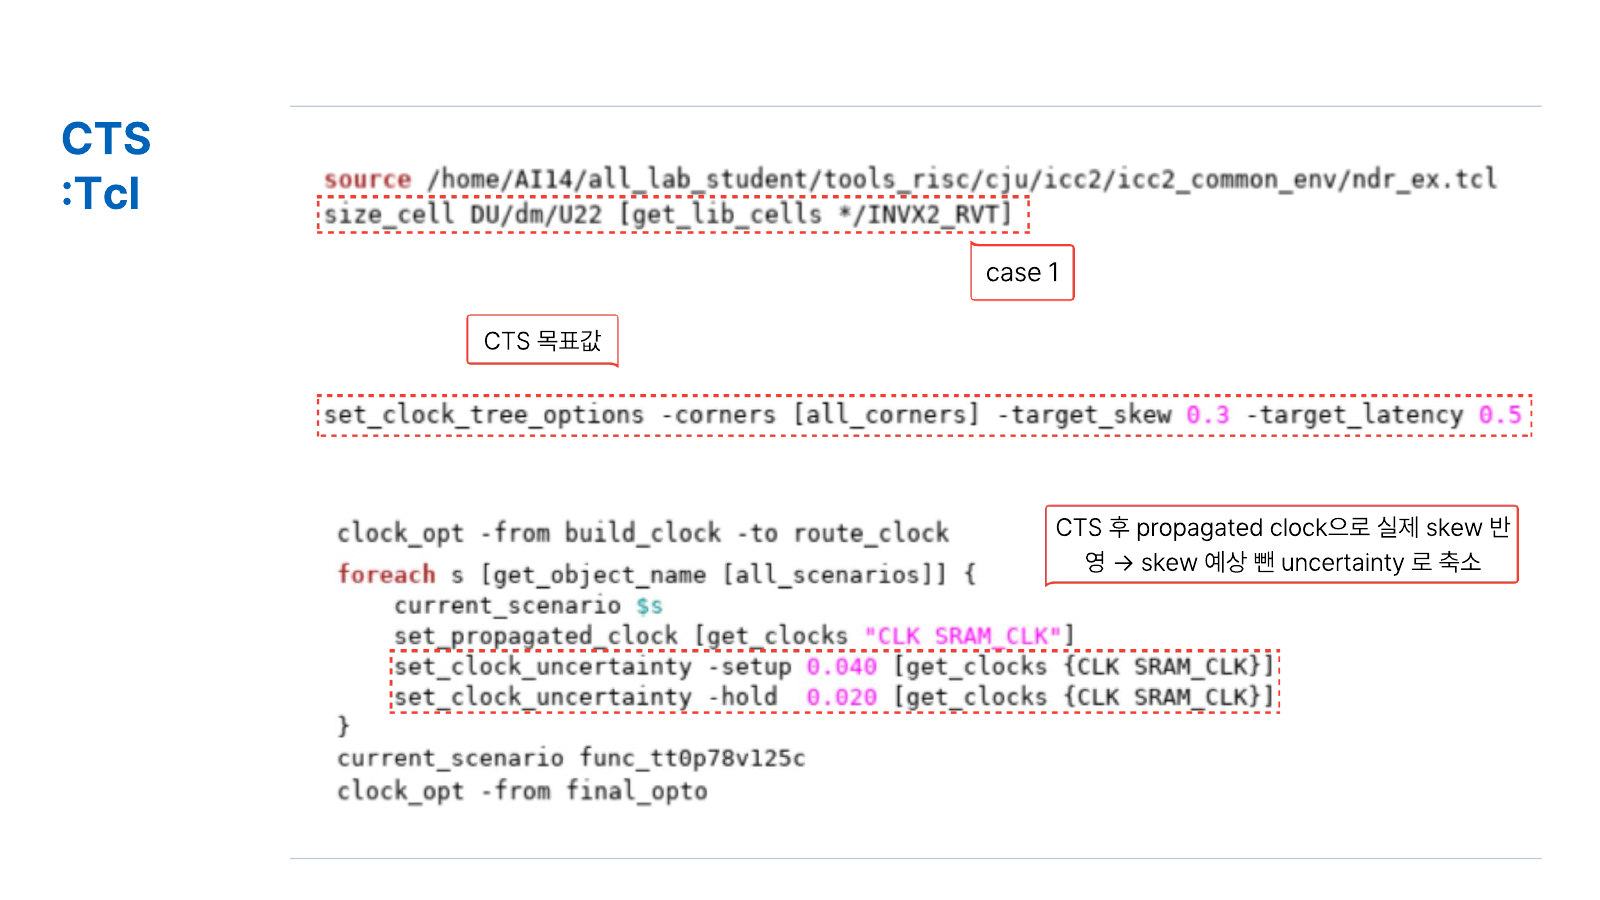 CTS
:Tcl
source /home/AI14/all_lab_student/tools_risc/cju/icc2/icc2_common_env/ndr_ex.tcl
size_cell DU/dm/U22 [get_lib_cells */INVX2_RVT]
case 1
CTS 목표값
set_clock_tree_options -corners [all_corners] -target_skew 0.3 -target_latency 0.5
CTS 후 propagated clock으로 실제 skew 반
영 → skew 예상 뺀 uncertainty 로 축소
clock_opt -from build_clock -to route_clock
foreach s [get_object_name [all_scenarios]] {
current_scenario $s
set_propagated_clock [get_clocks "CLK SRAM_CLK"]
set_clock_uncertainty -setup 0.040 [get_clocks {CLK SRAM_CLK}]
set_clock_uncertainty -hold  0.020 [get_clocks {CLK SRAM_CLK}]
}
current_scenario func_tt0p78v125c
clock_opt -from final_opto